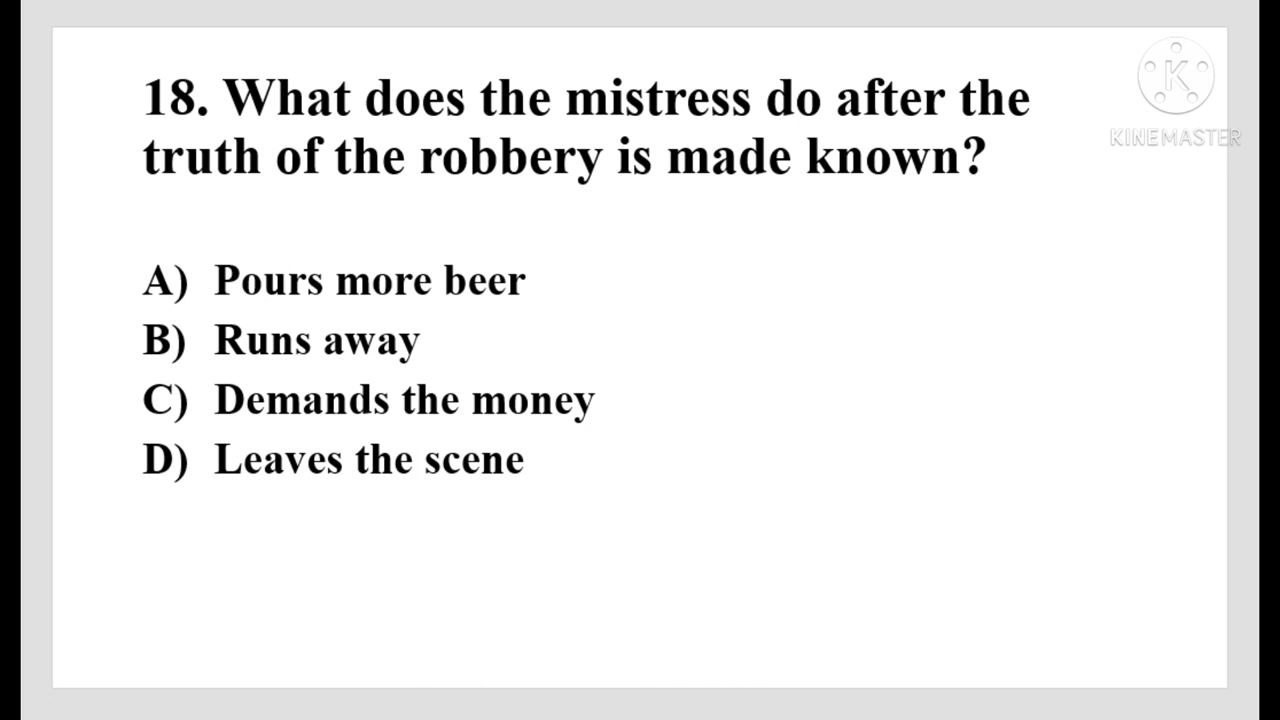 18. What does the mistress do after the
truth of the robbery is made known?
K
KINEMASTER
A) Pours more beer
B) Runs away
C) Demands the money
D) Leaves the scene